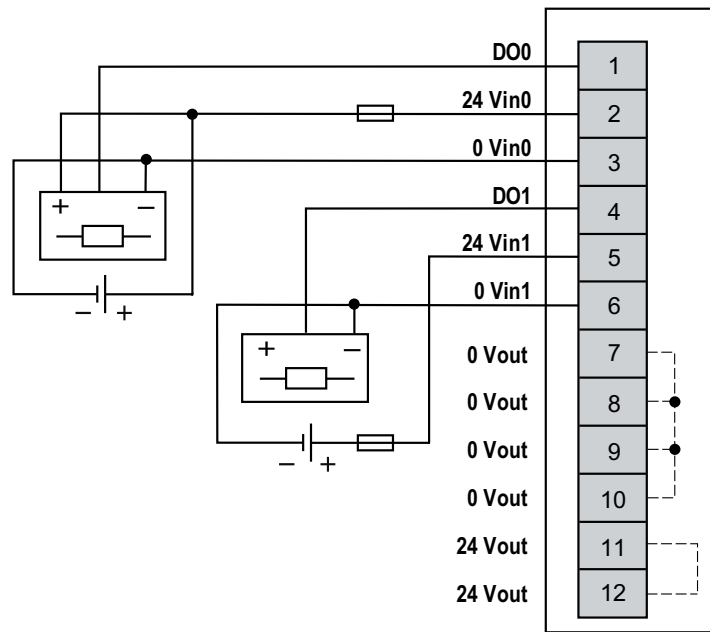 DO0 1
24 Vin0 2
0 Vin0 3
DO1 4
24 Vin1 5
0 Vin1 6
0 Vout 7
0 Vout 8
0 Vout 9
0 Vout 10
24 Vout 11
24 Vout 12
+ −
− +
+ −
− +